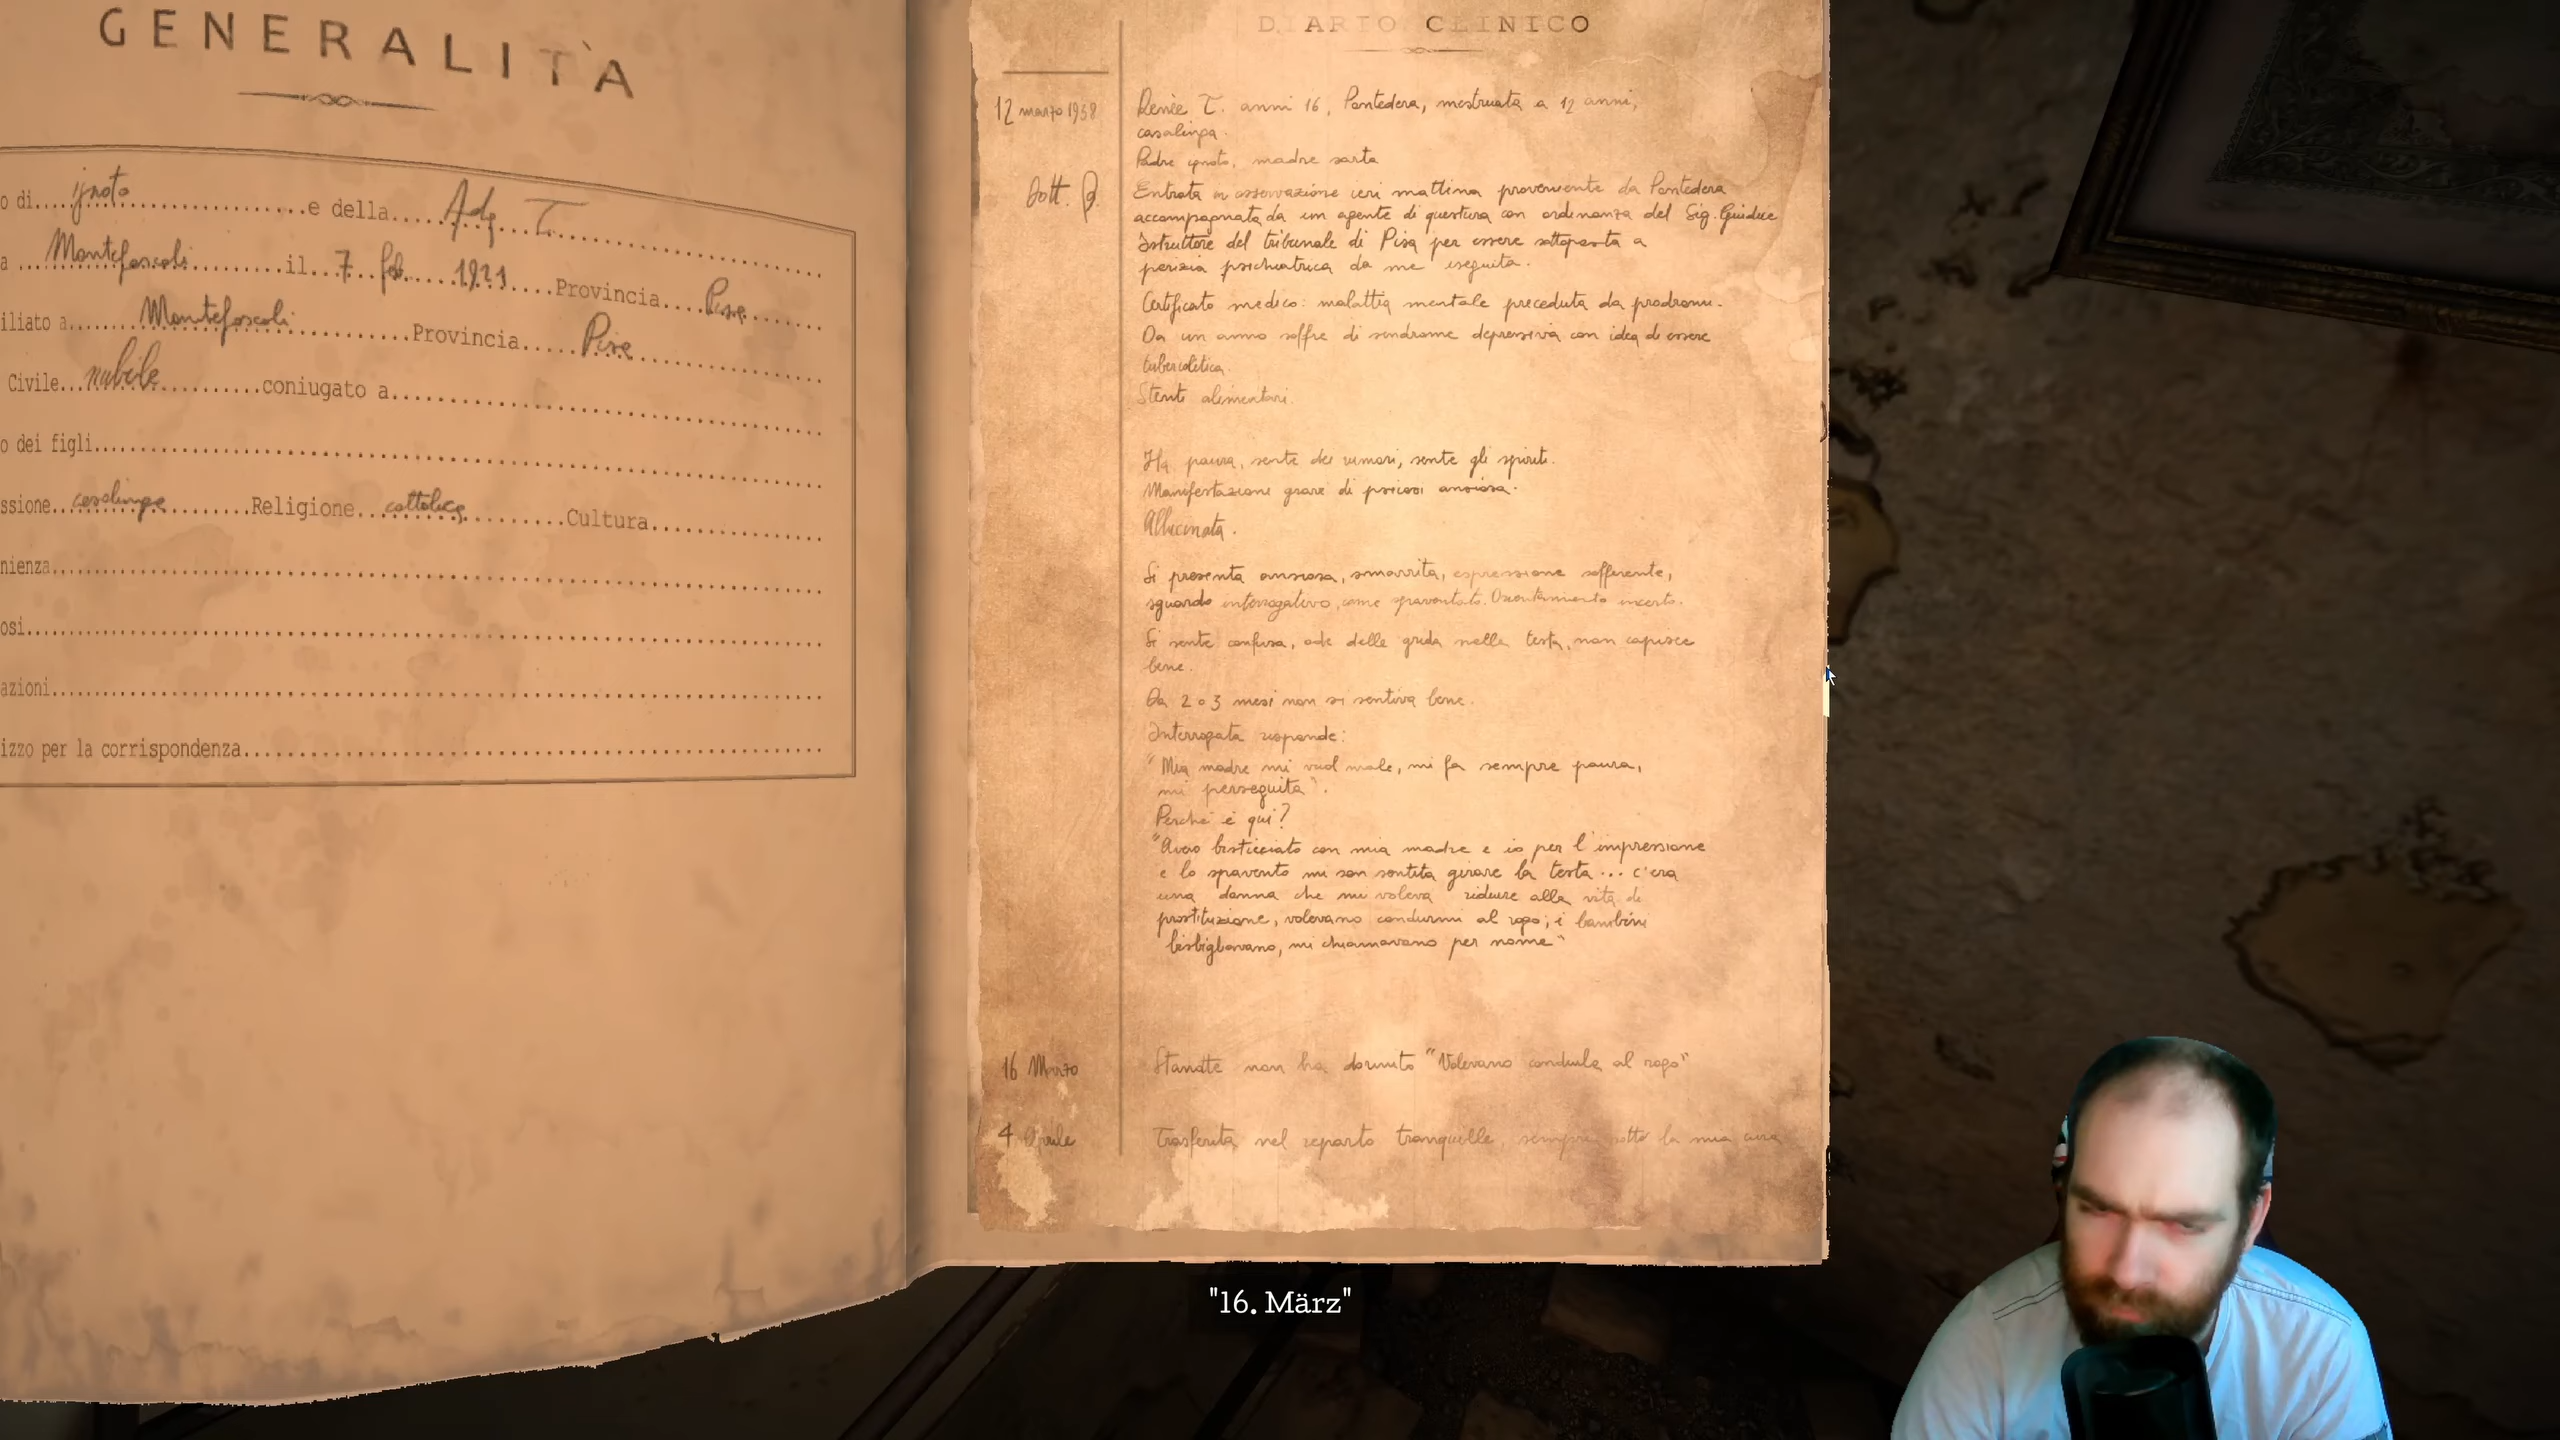 GENERALITÀ
o di....ignoto....e della....Ada T.
a....Montefoscoli....il...7...feb....1921....Provincia....Pisa
iliato a....Montefoscoli....Provincia....Pisa
Civile...nubile....coniugato a....
o dei figli....
ssione...casalinga....Religione...cattolica....Cultura....
nienza....
osi....
azioni....
izzo per la corrispondenza....
DIARIO CLINICO
12 marzo 1938
Renée T. anni 16, Pontedera, mestruata a 12 anni,
casalinga.
Padre ignoto, madre sarta
Dott.
Entrata in osservazione ieri mattina proveniente da Pontedera
accompagnata da un agente di questura con ordinanza del Sig. Giudice
Istruttore del tribunale di Pisa per essere sottoposta a
perizia psichiatrica da me eseguita.
Certificato medico: malattia mentale preceduta da prodromi.
Da un anno soffre di sindrome depressiva con idea di essere
tubercolitica.
Stenti alimentari.
Ha paura, sente dei rumori, sente gli spiriti.
Manifestazioni gravi di psicosi ansiosa.
Allucinata.
Si presenta ansiosa, smarrita, espressione sofferente,
sguardo interrogativo, come spaventato. Orientamento incerto.
Si sente confusa, ode delle grida nella testa, non capisce
bene.
Da 2 o 3 mesi non si sentiva bene.
Interrogata risponde:
"Mia madre mi vuol male, mi fa sempre paura,
mi perseguita".
Perché è qui?
"Avevo bisticciato con mia madre e io per l'impressione
e lo spavento mi son sentita girare la testa... c'era
una donna che mi voleva ridurre alla vita di
prostituzione, volevano condurmi al rogo; i bambini
bisbigliavano, mi chiamavano per nome"
16 Marzo
Stanotte non ha dormito "Volevano condurla al rogo"
4 Aprile
Trasferita nel reparto tranquille, sempre sotto la mia cura
"16. März"